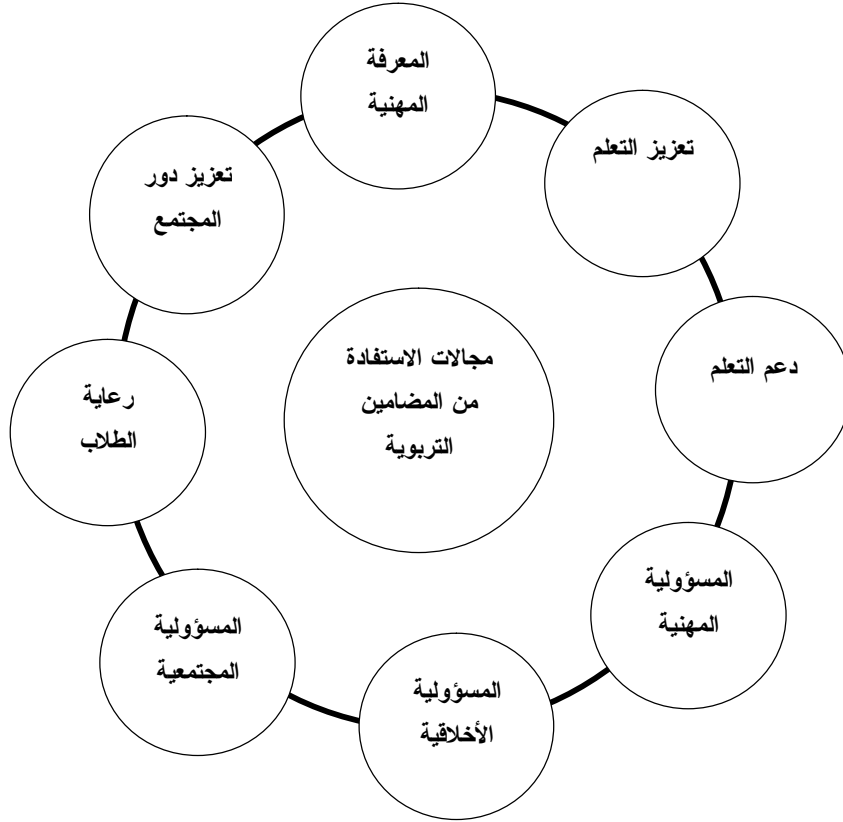 المعرفة
المهنية
تعزيز التعلم
دعم التعلم
المسؤولية
المهنية
المسؤولية
الأخلاقية
المسؤولية
المجتمعية
رعاية
الطلاب
تعزيز دور
المجتمع
مجالات الاستفادة
من المضامين
التربوية